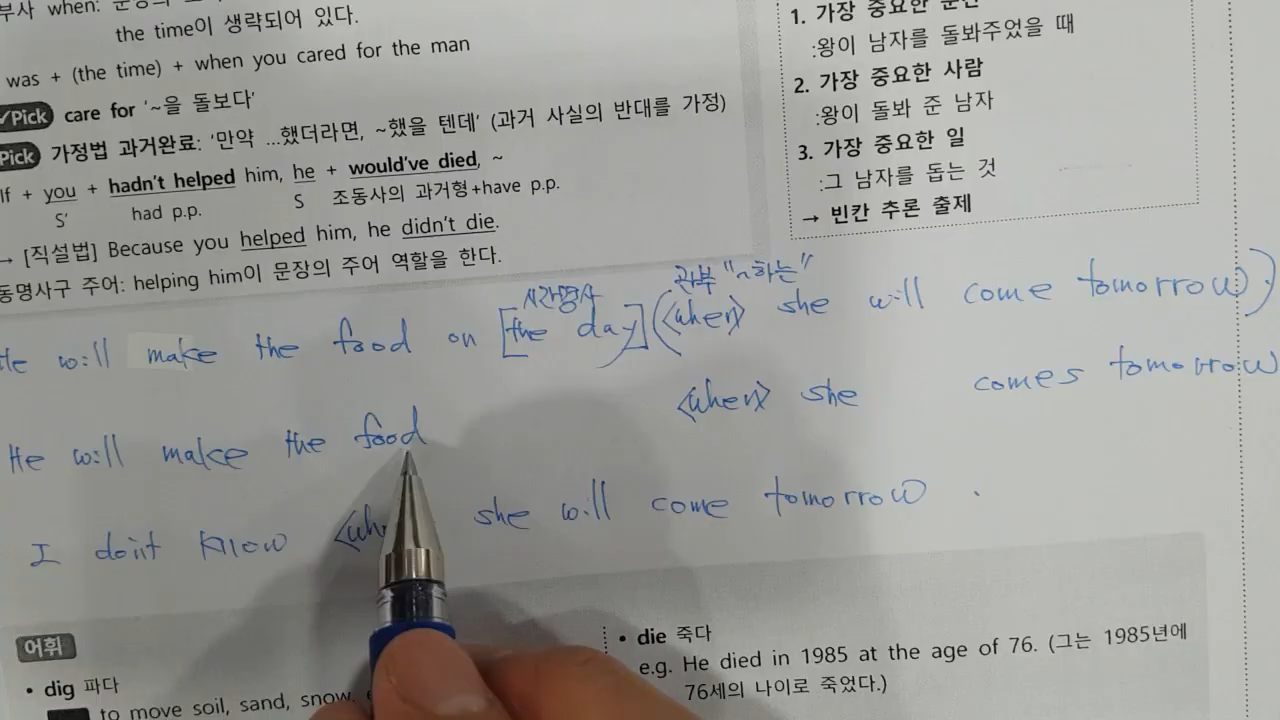 부사 when:
the time이 생략되어 있다.
was + (the time) + when you cared for the man
✓Pick care for '~을 돌보다'
Pick 가정법 과거완료: '만약 …했더라면, ~했을 텐데' (과거 사실의 반대를 가정)
If + you + hadn't helped him, he + would've died, ~
S' had p.p. S 조동사의 과거형+have p.p.
→ [직설법] Because you helped him, he didn't die.
동명사구 주어: helping him이 문장의 주어 역할을 한다.
1. 가장 중요한
:왕이 남자를 돌봐주었을 때
2. 가장 중요한 사람
:왕이 돌봐 준 남자
3. 가장 중요한 일
:그 남자를 돕는 것
→ 빈칸 추론 출제
시간명사 관부 "~하는"
He will make the food on [the day] (<when> she will come tomorrow).
<when> she comes tomorrow
He will make the food
I don't know she will come tomorrow.
어휘
• dig 파다
to move soil, sand, snow,
• die 죽다
e.g. He died in 1985 at the age of 76. (그는 1985년에
76세의 나이로 죽었다.)